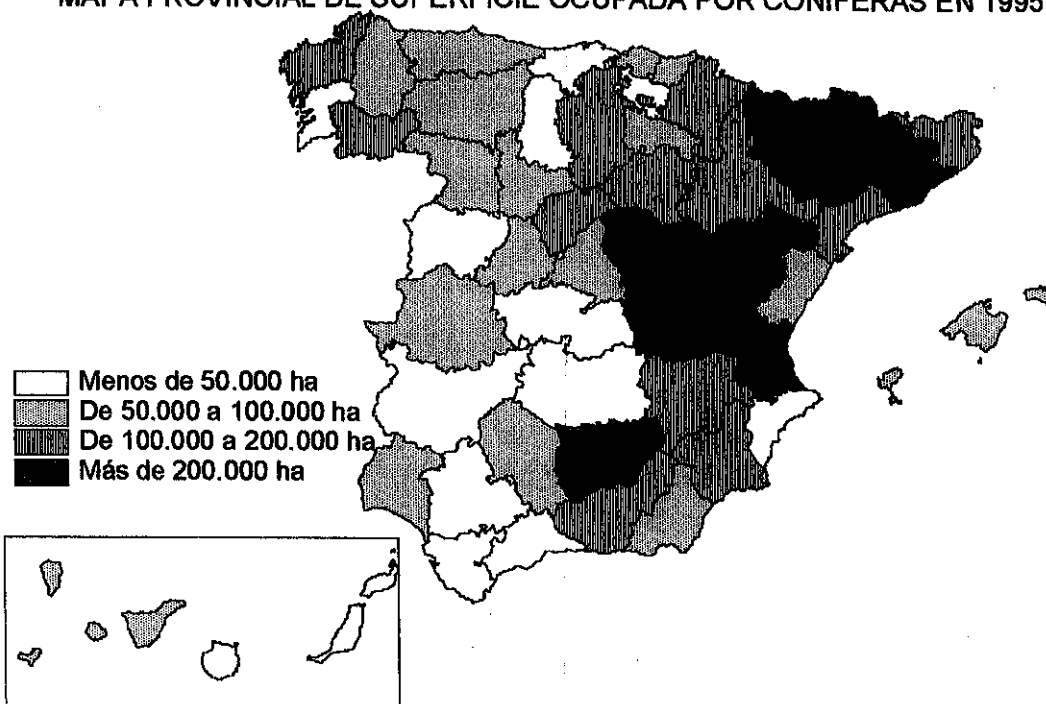 MAPA PROVINCIAL DE SUPERFICIE OCUPADA POR CONIFERAS EN 1995
Menos de 50.000 ha
De 50.000 a 100.000 ha
De 100.000 a 200.000 ha
Más de 200.000 ha